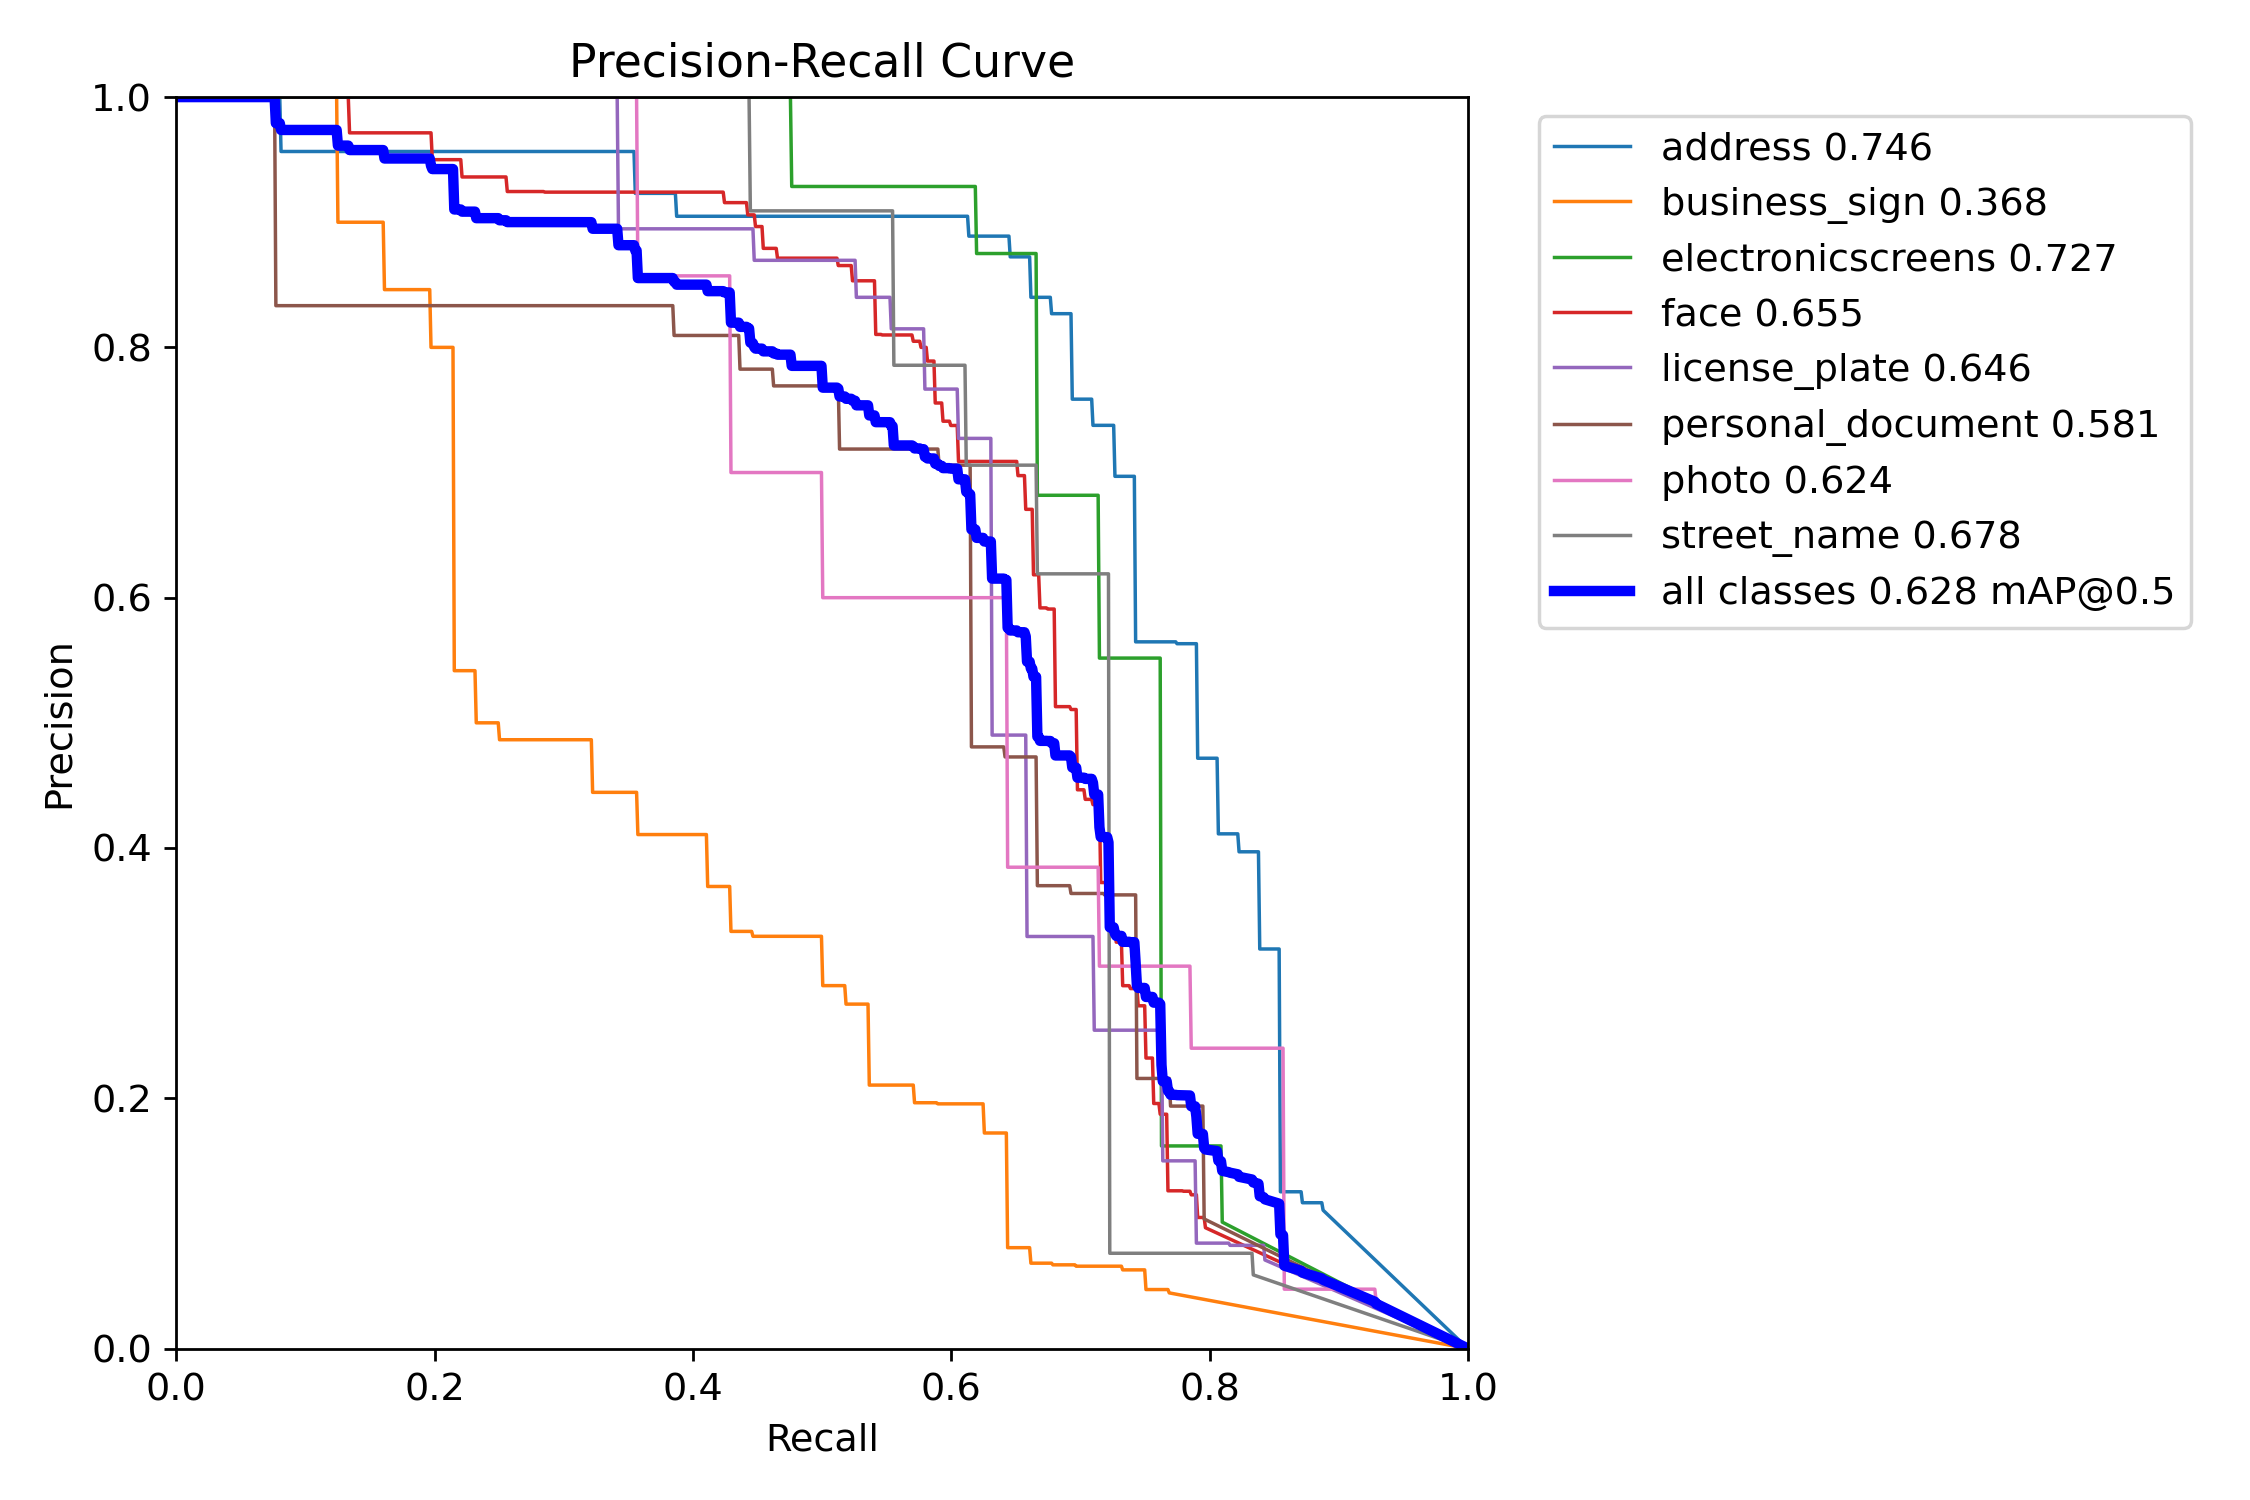 Precision-Recall Curve
1.0
0.8
0.6
0.4
0.2
0.0
Precision
0.0 0.2 0.4 0.6 0.8 1.0
Recall
address 0.746
business_sign 0.368
electronicscreens 0.727
face 0.655
license_plate 0.646
personal_document 0.581
photo 0.624
street_name 0.678
all classes 0.628 mAP@0.5